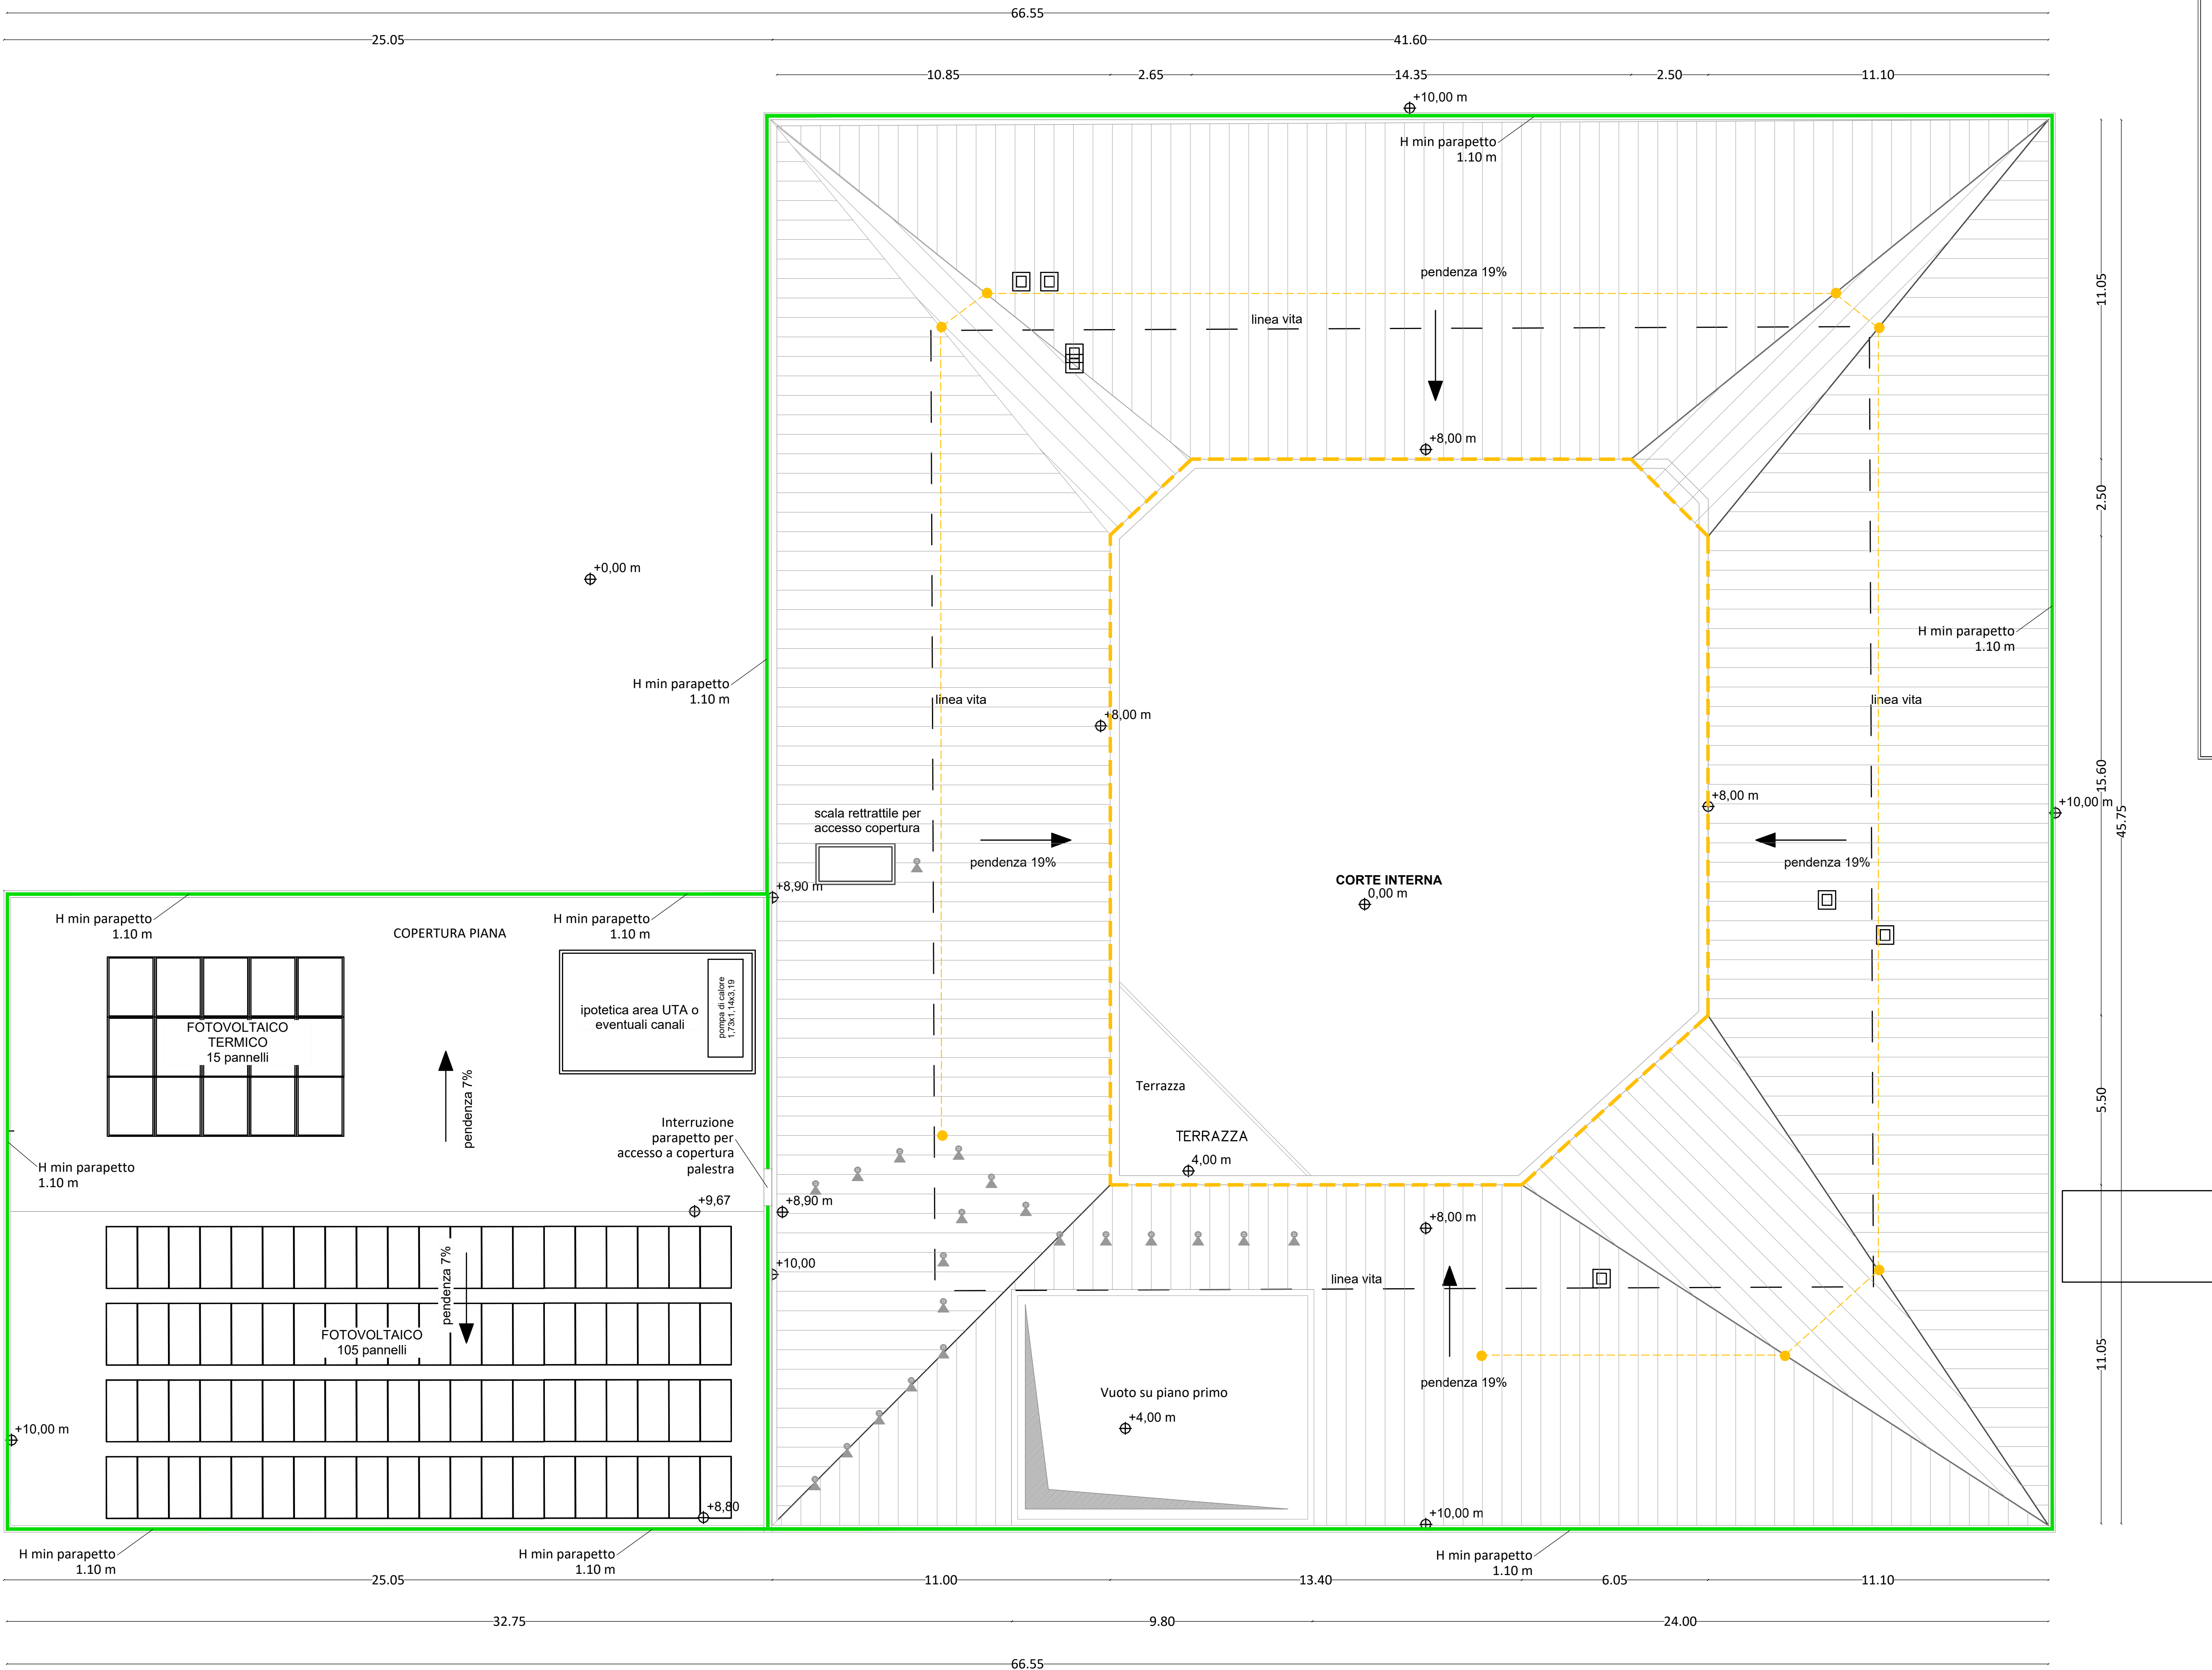 66.55
25.05
41.60
10.85
2.65
14.35
2.50
11.10
+10,00 m
H min parapetto
1.10 m
pendenza 19%
linea vita
11.05
+8,00 m
2.50
+0,00 m
H min parapetto
1.10 m
H min parapetto
1.10 m
linea vita
linea vita
+8,00 m
15.60
+8,00 m
+10,00 m
45.75
scala rettrattile per
accesso copertura
pendenza 19%
pendenza 19%
CORTE INTERNA
0,00 m
+8,90 m
H min parapetto
1.10 m
COPERTURA PIANA
H min parapetto
1.10 m
ipotetica area UTA o
eventuali canali
pompa di calore
1,73x1,14x3,19
FOTOVOLTAICO
TERMICO
15 pannelli
pendenza 7%
Terrazza
5.50
Interruzione
parapetto per
accesso a copertura
palestra
TERRAZZA
4,00 m
H min parapetto
1.10 m
+9,67
+8,90 m
+8,00 m
pendenza 7%
+10,00
linea vita
FOTOVOLTAICO
105 pannelli
11.05
pendenza 19%
Vuoto su piano primo
+4,00 m
+10,00 m
+8,80
+10,00 m
H min parapetto
1.10 m
H min parapetto
1.10 m
H min parapetto
1.10 m
25.05
11.00
13.40
6.05
11.10
32.75
9.80
24.00
66.55